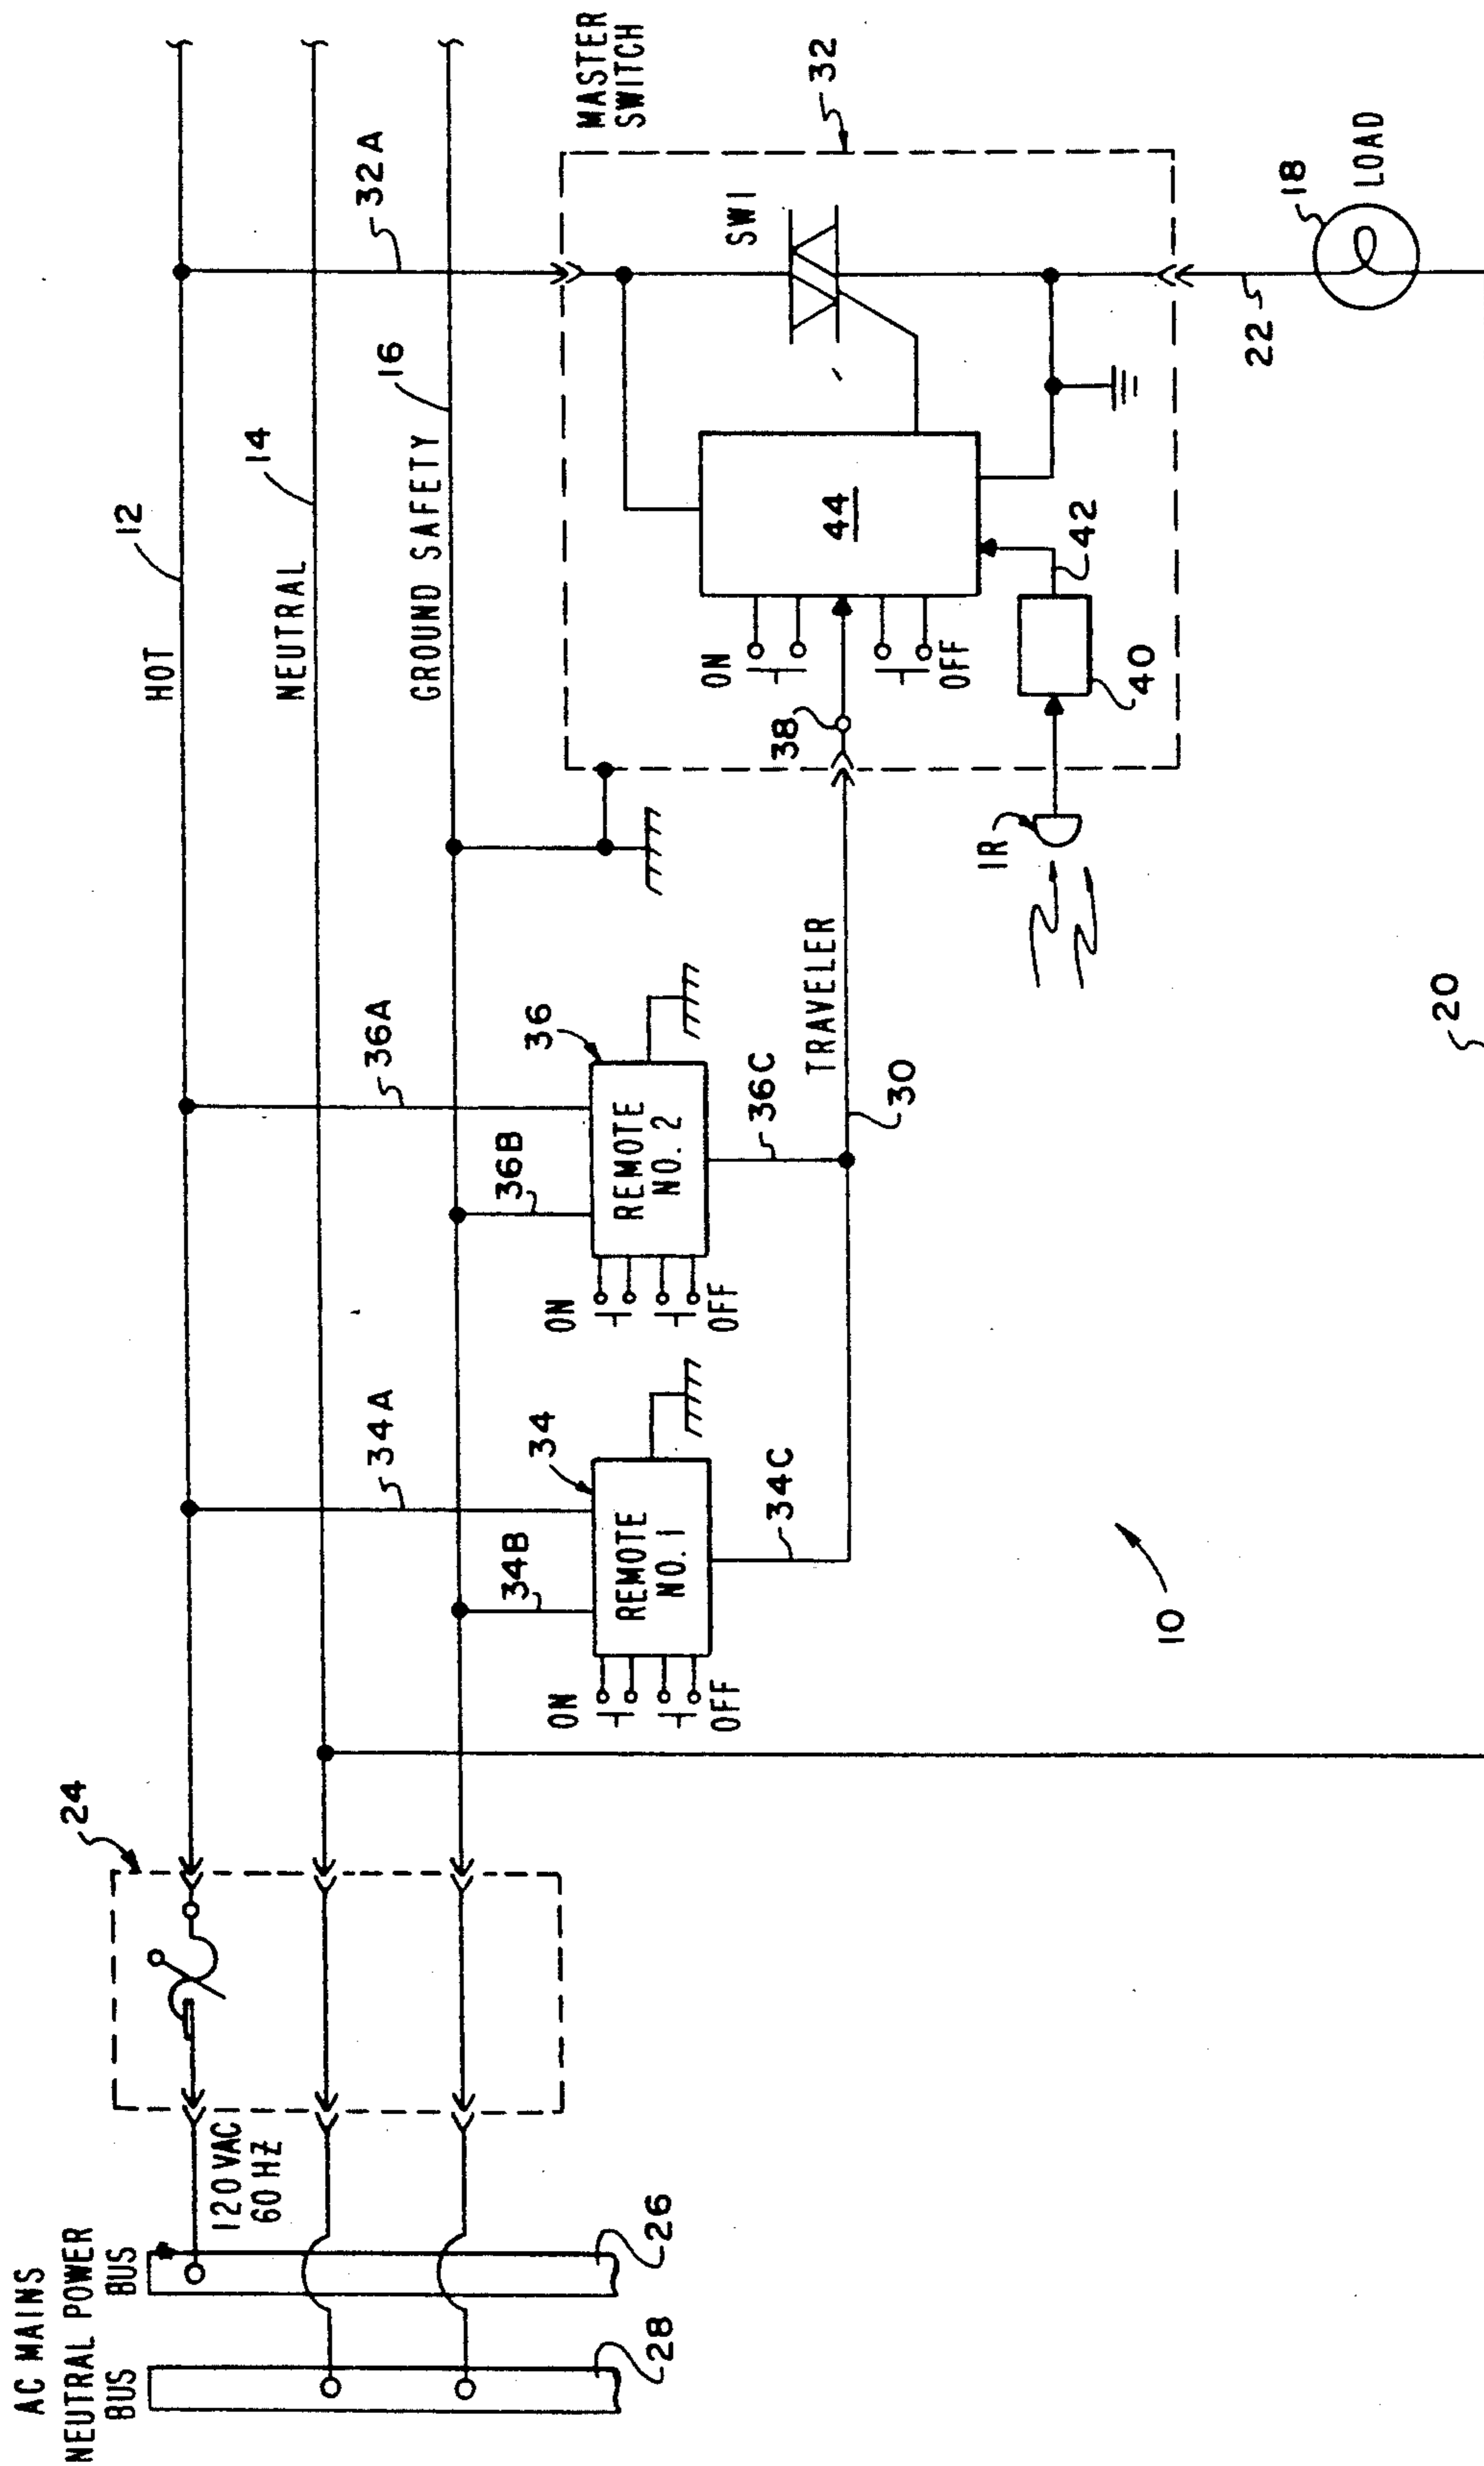 AC MAINS
NEUTRAL POWER
BUS BUS
28
26
120 VAC
60 HZ
24
HOT
12
NEUTRAL
14
GROUND SAFETY
16
34A
34B
34
REMOTE
NO. 1
ON
OFF
34C
36A
36B
36
REMOTE
NO. 2
ON
OFF
36C
TRAVELER
30
32A
MASTER
SWITCH
32
SW1
44
ON
OFF
38
IR
40
42
22
18
LOAD
20
10